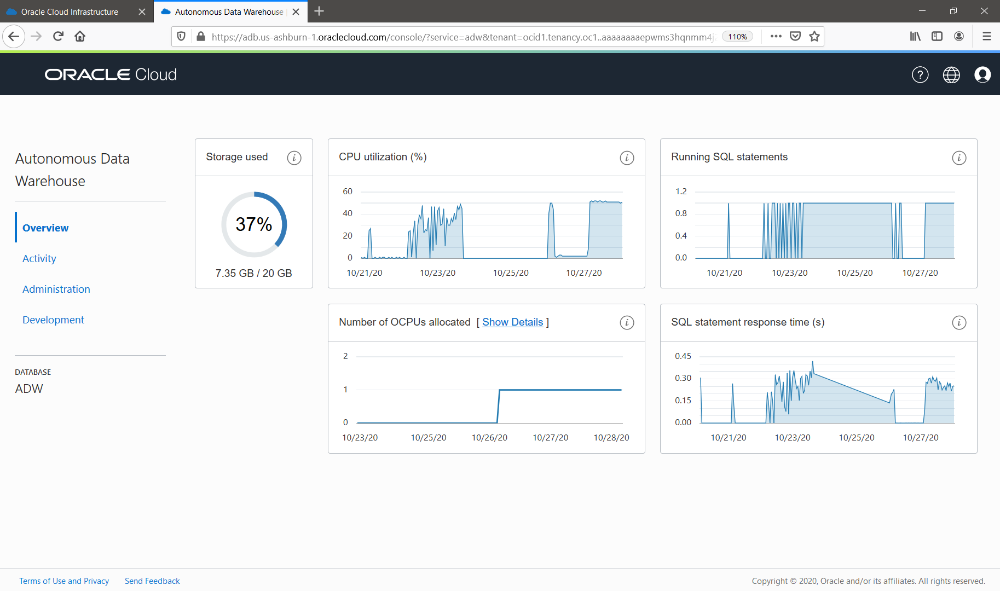 Oracle Cloud Infrastructure
Autonomous Data Warehouse
https://adb.us-ashburn-1.oraclecloud.com/console/?service=adw&tenant=ocid1.tenancy.oc1..aaaaaaaaepwms3hqnmm4j
110%
ORACLE Cloud
Autonomous Data
Warehouse
Overview
Activity
Administration
Development
DATABASE
ADW
Storage used
37%
7.35 GB / 20 GB
CPU utilization (%)
60
40
20
0
10/21/20 10/23/20 10/25/20 10/27/20
Running SQL statements
1.2
0.8
0.4
0.0
10/21/20 10/23/20 10/25/20 10/27/20
Number of OCPUs allocated [ Show Details ]
2
1
0
10/23/20 10/25/20 10/26/20 10/27/20 10/28/20
SQL statement response time (s)
0.45
0.30
0.15
0.00
10/21/20 10/23/20 10/25/20 10/27/20
Terms of Use and Privacy Send Feedback
Copyright © 2020, Oracle and/or its affiliates. All rights reserved.